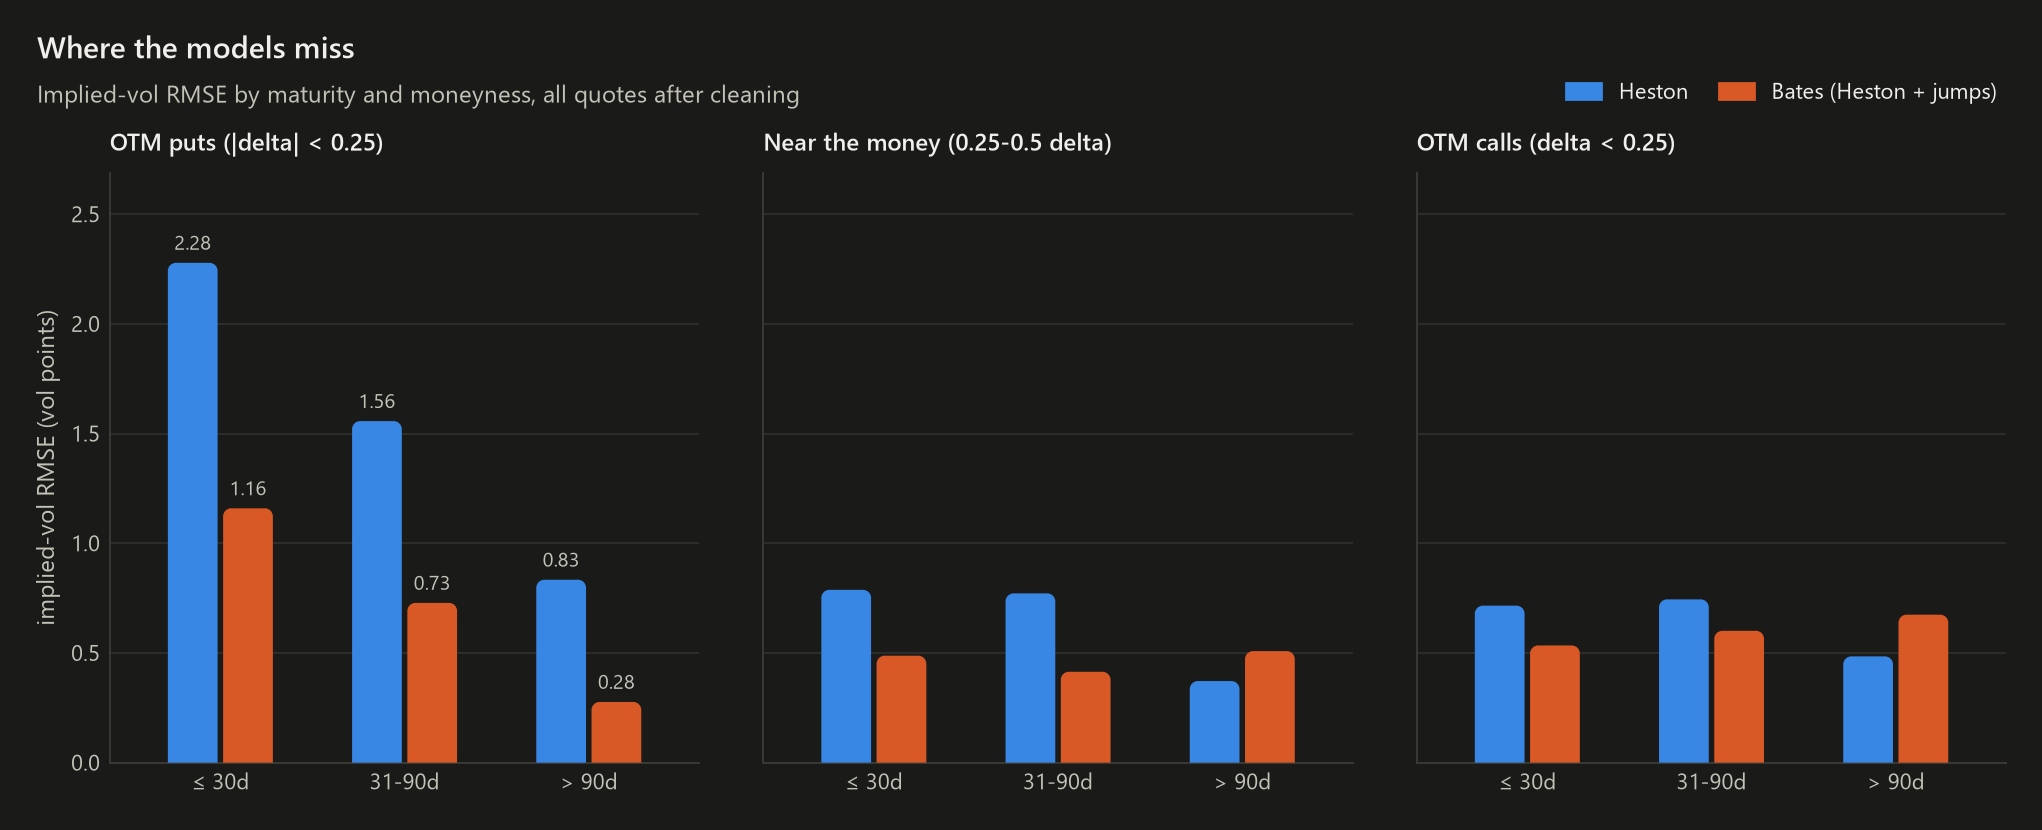 Where the models miss
Implied-vol RMSE by maturity and moneyness, all quotes after cleaning
Heston
Bates (Heston + jumps)
OTM puts (|delta| < 0.25)
Near the money (0.25-0.5 delta)
OTM calls (delta < 0.25)
implied-vol RMSE (vol points)
2.5
2.0
1.5
1.0
0.5
0.0
2.28
1.16
1.56
0.73
0.83
0.28
≤ 30d
31-90d
> 90d
≤ 30d
31-90d
> 90d
≤ 30d
31-90d
> 90d